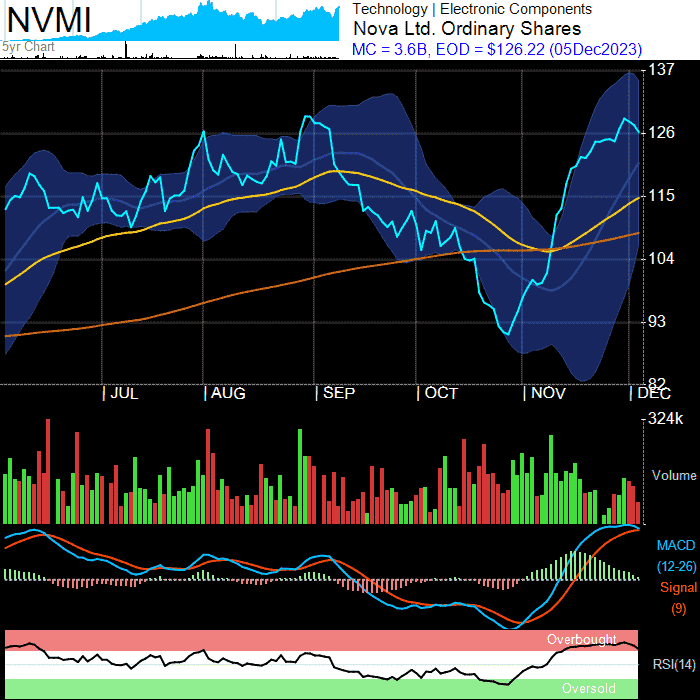 NVMI
5yr Chart
Technology | Electronic Components
Nova Ltd. Ordinary Shares
MC = 3.6B, EOD = $126.22 (05Dec2023)
137
126
115
104
93
82
JUL AUG SEP OCT NOV DEC
324k
Volume
MACD
(12-26)
Signal
(9)
Overbought
RSI(14)
Oversold